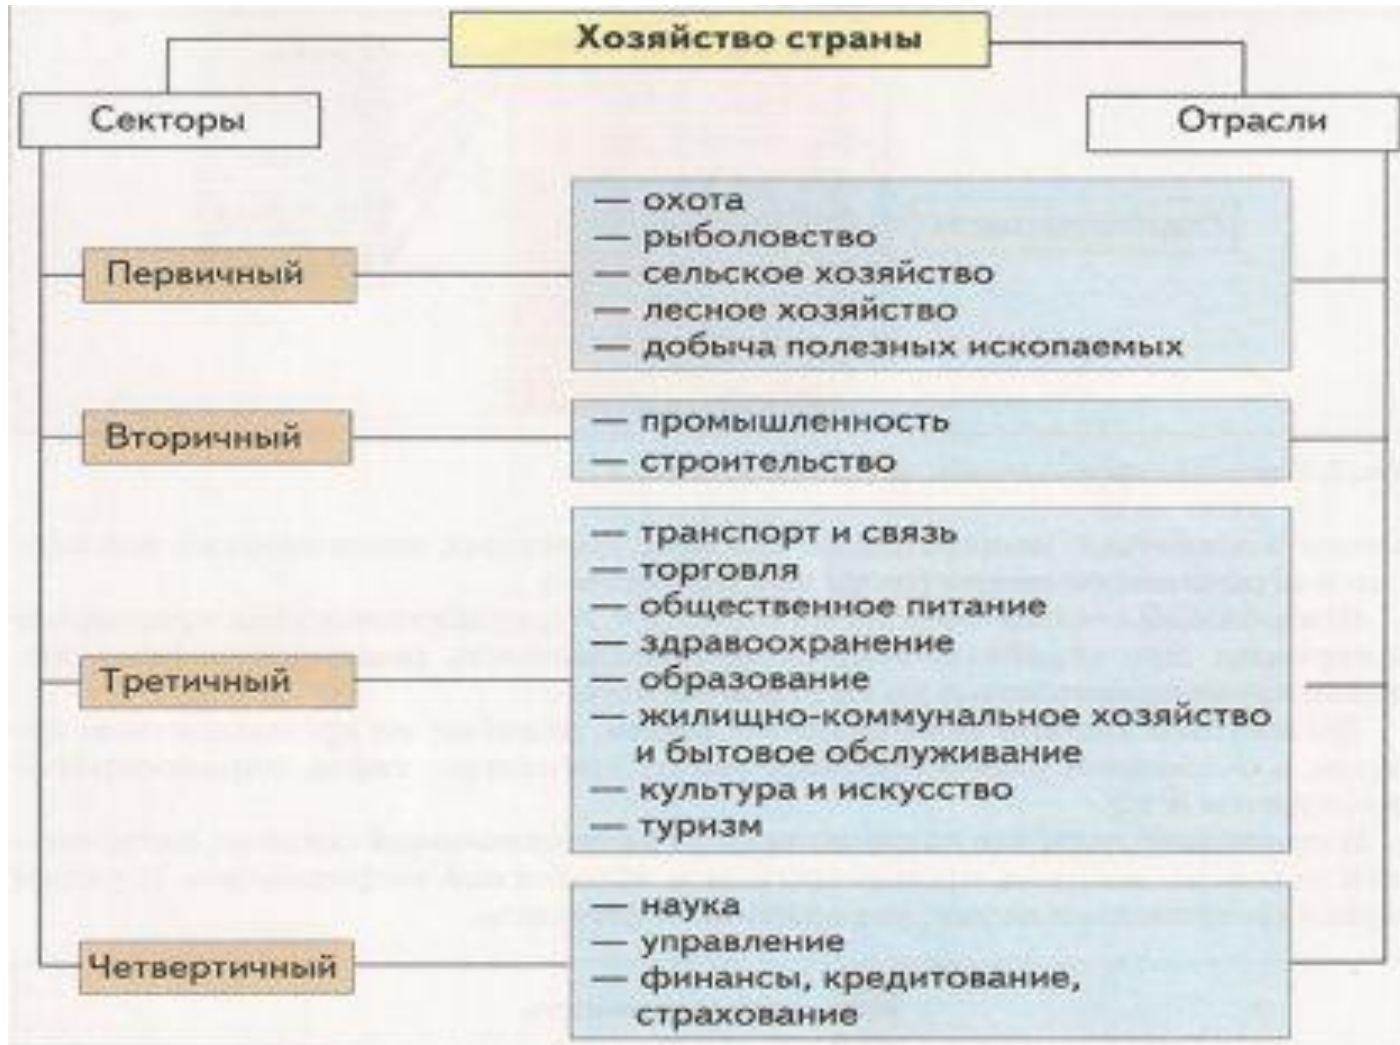 Хозяйство страны
Секторы
Отрасли
Первичный
— охота
— рыболовство
— сельское хозяйство
— лесное хозяйство
— добыча полезных ископаемых
Вторичный
— промышленность
— строительство
Третичный
— транспорт и связь
— торговля
— общественное питание
— здравоохранение
— образование
— жилищно-коммунальное хозяйство
и бытовое обслуживание
— культура и искусство
— туризм
Четвертичный
— наука
— управление
— финансы, кредитование,
страхование